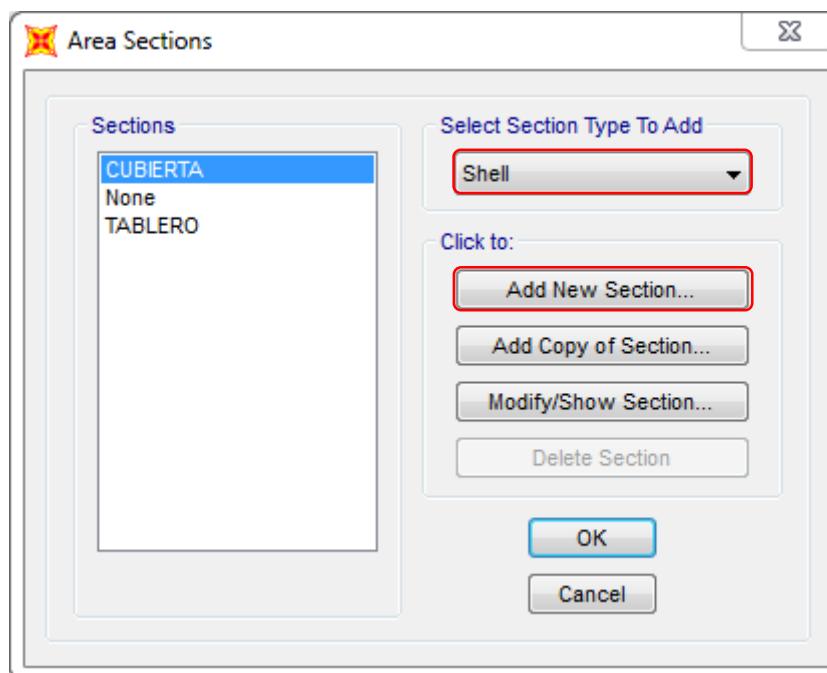 Area Sections
Sections
CUBIERTA
None
TABLERO
Select Section Type To Add
Shell
Click to:
Add New Section...
Add Copy of Section...
Modify/Show Section...
Delete Section
OK
Cancel